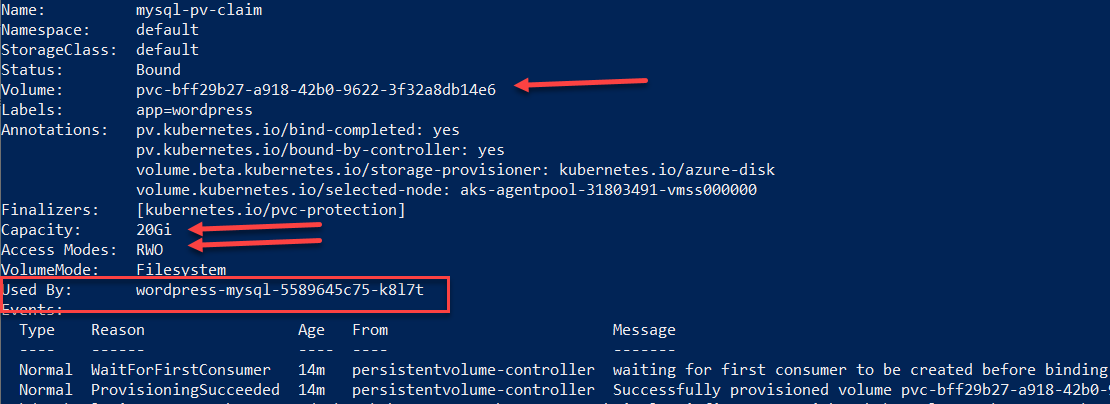 Name:          mysql-pv-claim
Namespace:     default
StorageClass:  default
Status:        Bound
Volume:        pvc-bff29b27-a918-42b0-9622-3f32a8db14e6
Labels:        app=wordpress
Annotations:   pv.kubernetes.io/bind-completed: yes
               pv.kubernetes.io/bound-by-controller: yes
               volume.beta.kubernetes.io/storage-provisioner: kubernetes.io/azure-disk
               volume.kubernetes.io/selected-node: aks-agentpool-31803491-vmss000000
Finalizers:    [kubernetes.io/pvc-protection]
Capacity:      20Gi
Access Modes:  RWO
VolumeMode:    Filesystem
Used By:       wordpress-mysql-5589645c75-k8l7t
Events:
  Type    Reason                 Age   From                         Message
  ----    ------                 ----  ----                         -------
  Normal  WaitForFirstConsumer   14m   persistentvolume-controller  waiting for first consumer to be created before binding
  Normal  ProvisioningSucceeded  14m   persistentvolume-controller  Successfully provisioned volume pvc-bff29b27-a918-42b0-